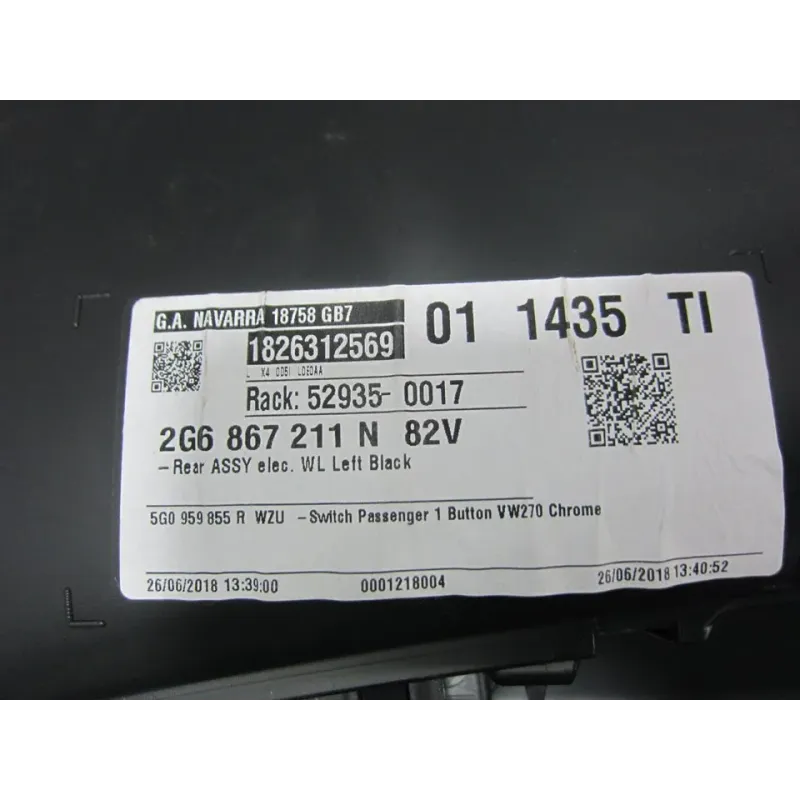 G.A. NAVARRA 18758 GB7
01 1435 TI
1826312569
Rack: 52935- 0017
2G6 867 211 N 82V
-Rear ASSY elec. WL Left Black
5G0 959 855 R WZU -Switch Passenger 1 Button VW270 Chrome
26/06/2018 13:39:00 0001218004 26/06/2018 13:40:52